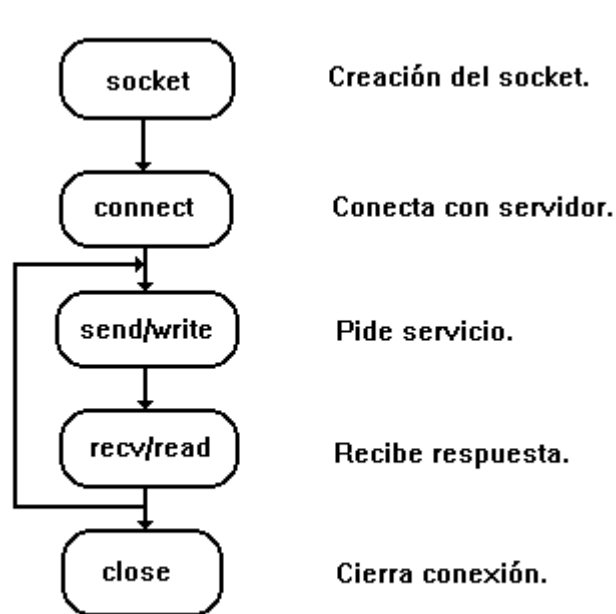 socket
Creación del socket.
connect
Conecta con servidor.
send/write
Pide servicio.
recv/read
Recibe respuesta.
close
Cierra conexión.